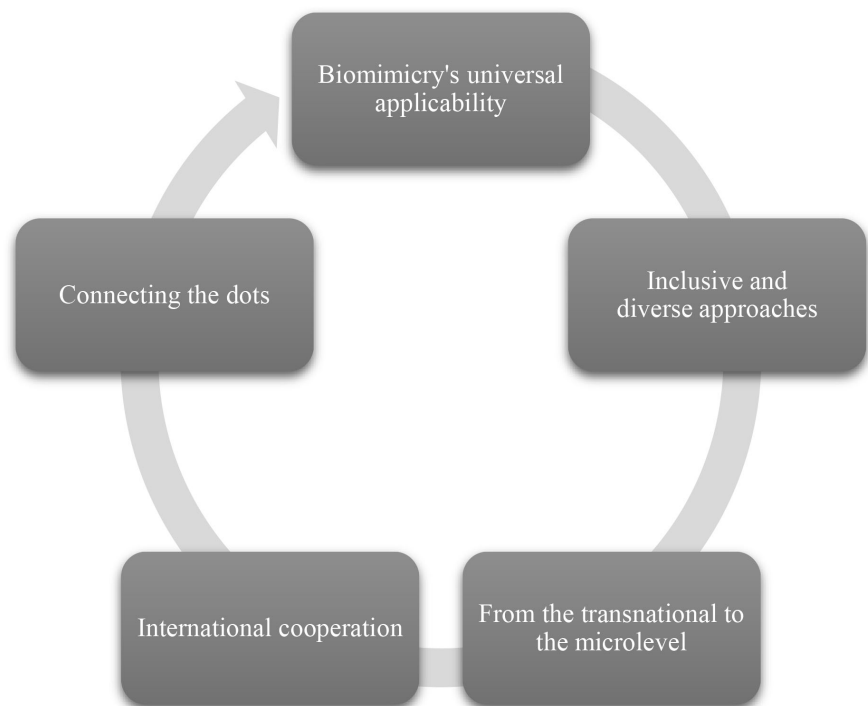 Biomimicry's universal
applicability
Inclusive and
diverse approaches
From the transnational to
the microlevel
International cooperation
Connecting the dots